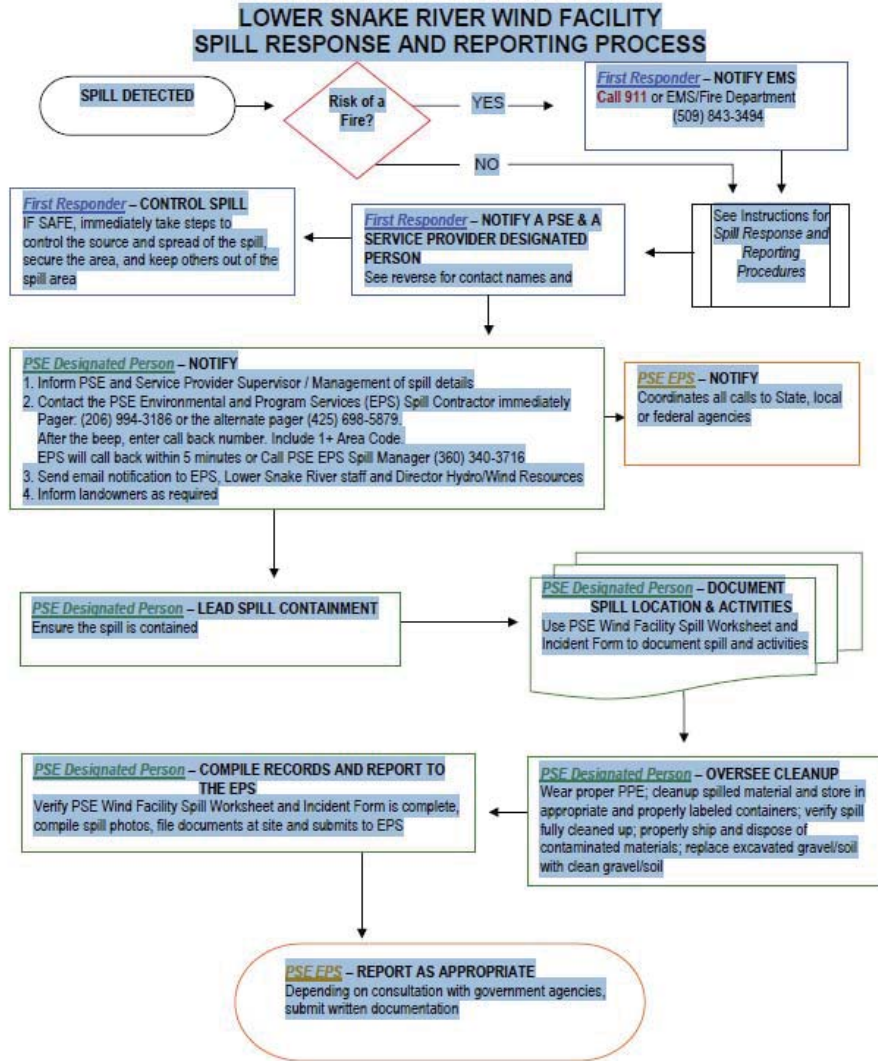 LOWER SNAKE RIVER WIND FACILITY
SPILL RESPONSE AND REPORTING PROCESS
SPILL DETECTED
Risk of a
Fire?
YES
First Responder – NOTIFY EMS
Call 911 or EMS/Fire Department
(509) 843-3494
NO
First Responder – CONTROL SPILL
IF SAFE, immediately take steps to
control the source and spread of the spill,
secure the area, and keep others out of the
spill area
First Responder – NOTIFY A PSE & A
SERVICE PROVIDER DESIGNATED
PERSON
See reverse for contact names and
See Instructions for
Spill Response and
Reporting
Procedures
PSE Designated Person – NOTIFY
1. Inform PSE and Service Provider Supervisor / Management of spill details
2. Contact the PSE Environmental and Program Services (EPS) Spill Contractor immediately
Pager: (206) 994-3186 or the alternate pager (425) 698-5879.
After the beep, enter call back number. Include 1+ Area Code.
EPS will call back within 5 minutes or Call PSE EPS Spill Manager (360) 340-3716
3. Send email notification to EPS, Lower Snake River staff and Director Hydro/Wind Resources
4. Inform landowners as required
PSE EPS – NOTIFY
Coordinates all calls to State, local
or federal agencies
PSE Designated Person – LEAD SPILL CONTAINMENT
Ensure the spill is contained
PSE Designated Person – DOCUMENT
SPILL LOCATION & ACTIVITIES
Use PSE Wind Facility Spill Worksheet and
Incident Form to document spill and activities
PSE Designated Person – COMPILE RECORDS AND REPORT TO
THE EPS
Verify PSE Wind Facility Spill Worksheet and Incident Form is complete,
compile spill photos, file documents at site and submits to EPS
PSE Designated Person – OVERSEE CLEANUP
Wear proper PPE; cleanup spilled material and store in
appropriate and properly labeled containers; verify spill
fully cleaned up; properly ship and dispose of
contaminated materials; replace excavated gravel/soil
with clean gravel/soil
PSE EPS – REPORT AS APPROPRIATE
Depending on consultation with government agencies,
submit written documentation